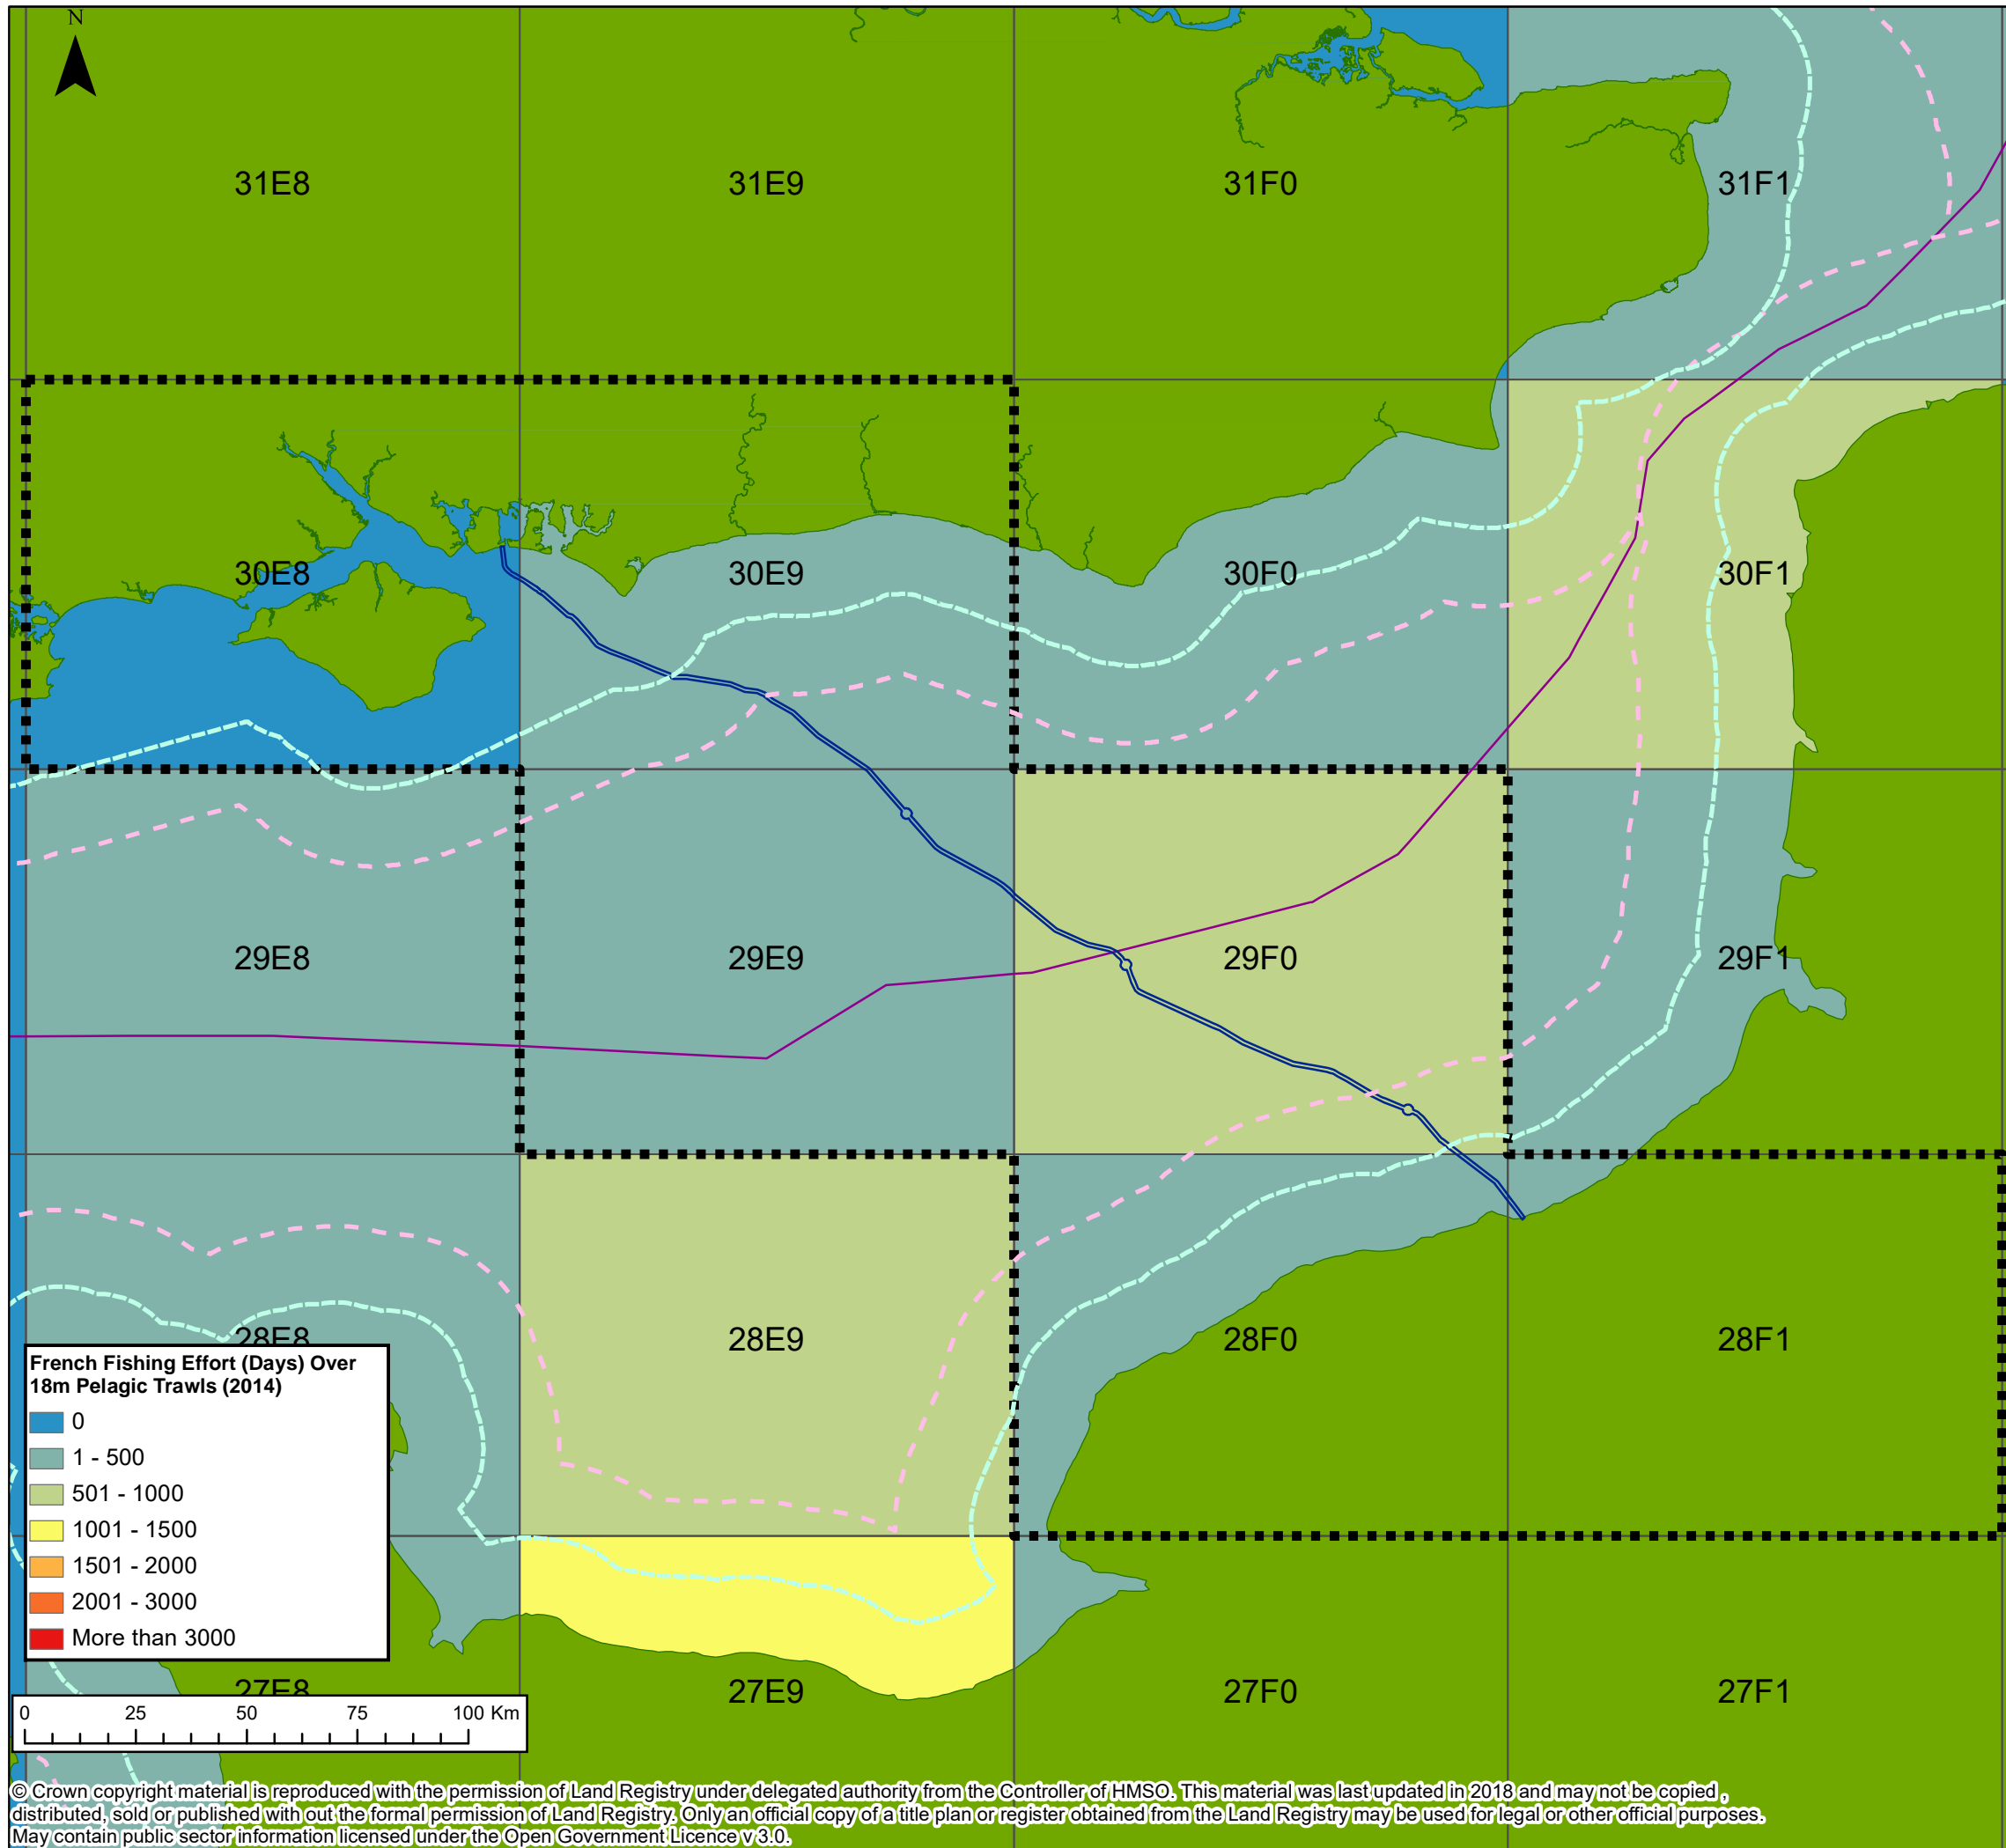 N
31E8 31E9 31F0 31F1
30E8 30E9 30F0 30F1
29E8 29E9 29F0 29F1
28E8 28E9 28F0 28F1
French Fishing Effort (Days) Over
18m Pelagic Trawls (2014)
0
1 - 500
501 - 1000
1001 - 1500
1501 - 2000
2001 - 3000
More than 3000
27E8 27E9 27F0 27F1
0 25 50 75 100 Km
© Crown copyright material is reproduced with the permission of Land Registry under delegated authority from the Controller of HMSO. This material was last updated in 2018 and may not be copied ,
distributed, sold or published with out the formal permission of Land Registry. Only an official copy of a title plan or register obtained from the Land Registry may be used for legal or other official purposes.
May contain public sector information licensed under the Open Government Licence v 3.0.